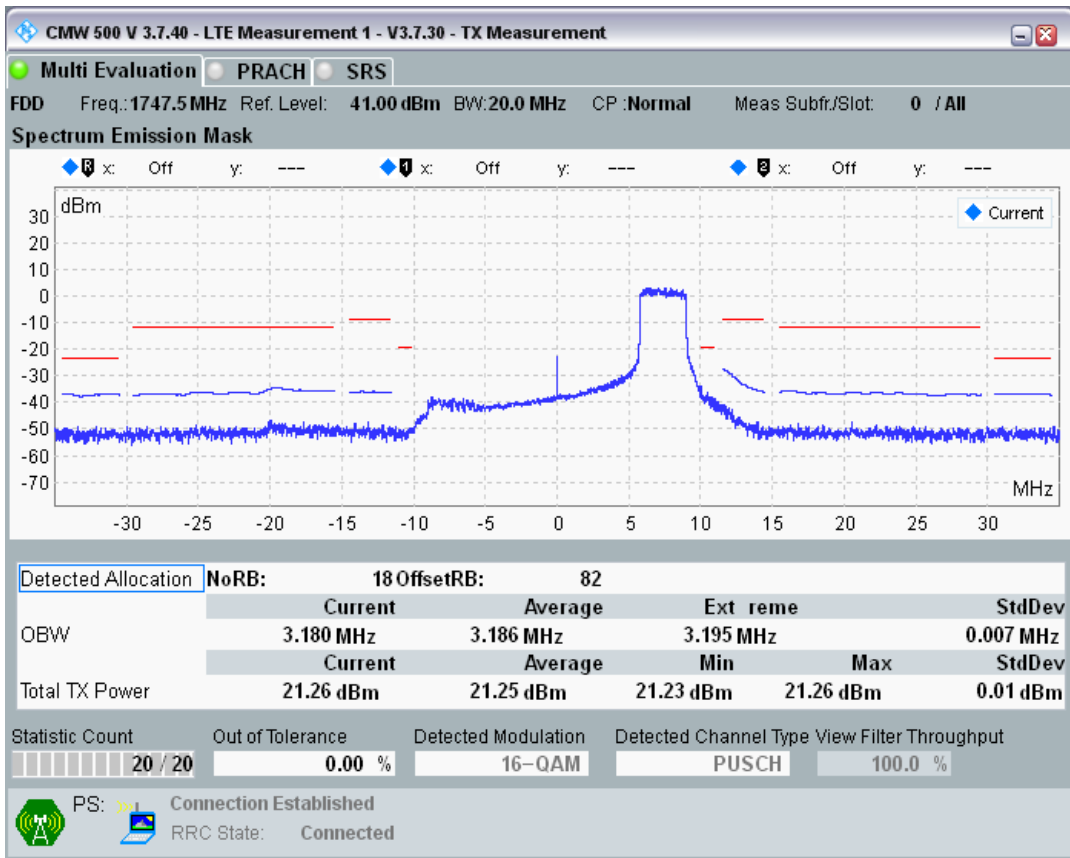 CMW 500 V 3.7.40 - LTE Measurement 1 - V3.7.30 - TX Measurement
Multi Evaluation PRACH SRS
FDD Freq.:1747.5 MHz Ref. Level: 41.00 dBm BW:20.0 MHz CP :Normal Meas Subfr./Slot: 0 / All
Spectrum Emission Mask
R x: Off y: --- 1 x: Off y: --- 2 x: Off y: ---
dBm
Current
30
20
10
0
-10
-20
-30
-40
-50
-60
-70
MHz
-30 -25 -20 -15 -10 -5 0 5 10 15 20 25 30
Detected Allocation NoRB: 18 OffsetRB: 82
Current Average Ext reme StdDev
OBW 3.180 MHz 3.186 MHz 3.195 MHz 0.007 MHz
Current Average Min Max StdDev
Total TX Power 21.26 dBm 21.25 dBm 21.23 dBm 21.26 dBm 0.01 dBm
Statistic Count Out of Tolerance Detected Modulation Detected Channel Type View Filter Throughput
20 / 20 0.00 % 16-QAM PUSCH 100.0 %
PS: Connection Established
RRC State: Connected